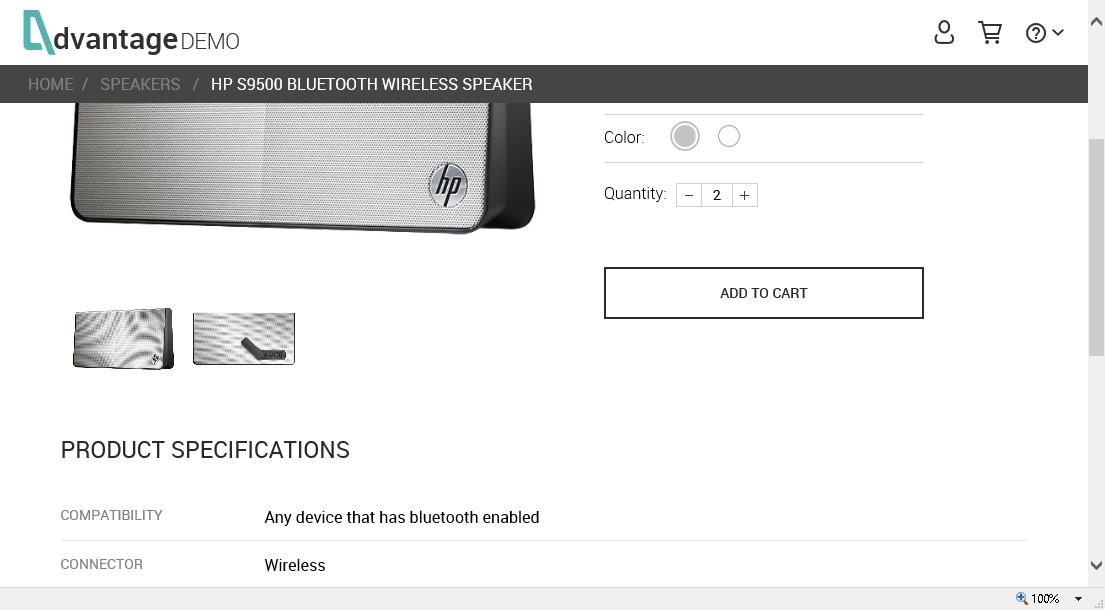 dvantage DEMO
HOME / SPEAKERS / HP S9500 BLUETOOTH WIRELESS SPEAKER
Color:
hp
Quantity: − 2 +
ADD TO CART
PRODUCT SPECIFICATIONS
COMPATIBILITY Any device that has bluetooth enabled
CONNECTOR Wireless
100%